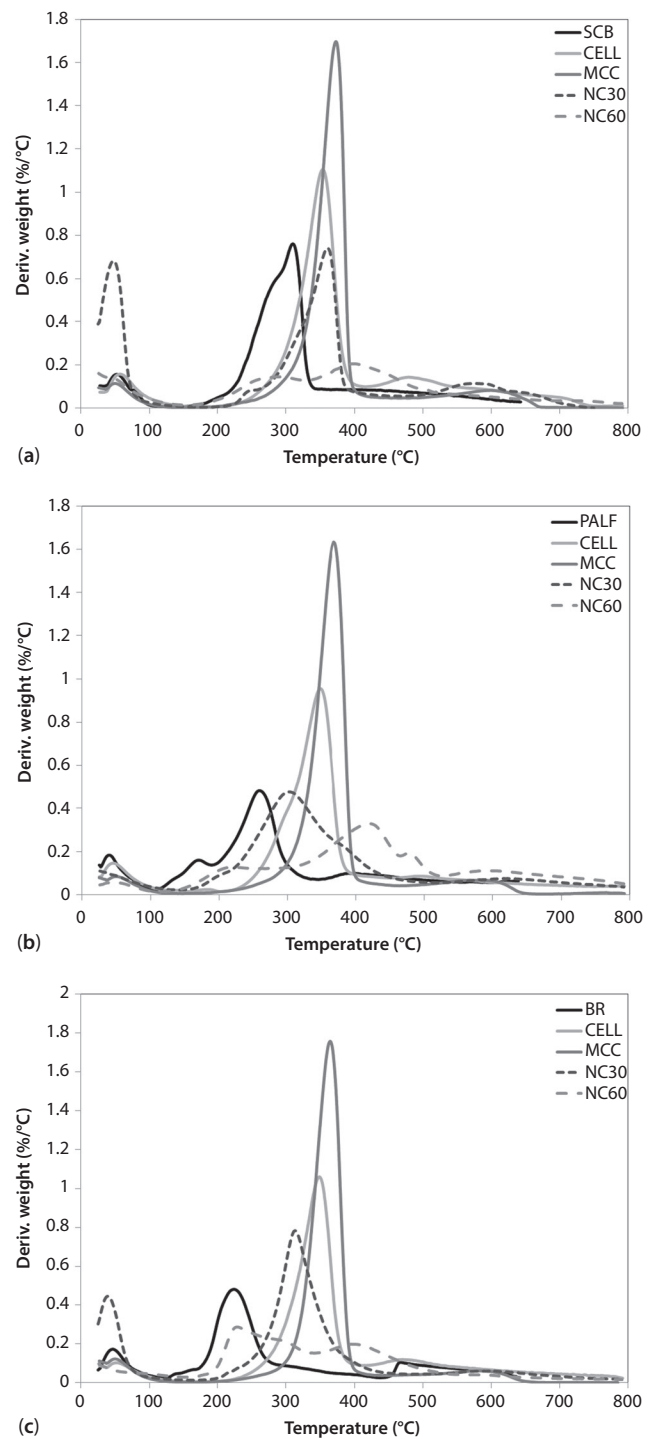 1.8
1.6
1.4
1.2
1
0.8
0.6
0.4
0.2
0
Deriv. weight (%/°C)
SCB
CELL
MCC
NC30
NC60
0 100 200 300 400 500 600 700 800
Temperature (°C)
(a)
1.8
1.6
1.4
1.2
1
0.8
0.6
0.4
0.2
0
Deriv. weight (%/°C)
PALF
CELL
MCC
NC30
NC60
0 100 200 300 400 500 600 700 800
Temperature (°C)
(b)
2
1.8
1.6
1.4
1.2
1
0.8
0.6
0.4
0.2
0
Deriv. weight (%/°C)
BR
CELL
MCC
NC30
NC60
0 100 200 300 400 500 600 700 800
Temperature (°C)
(c)